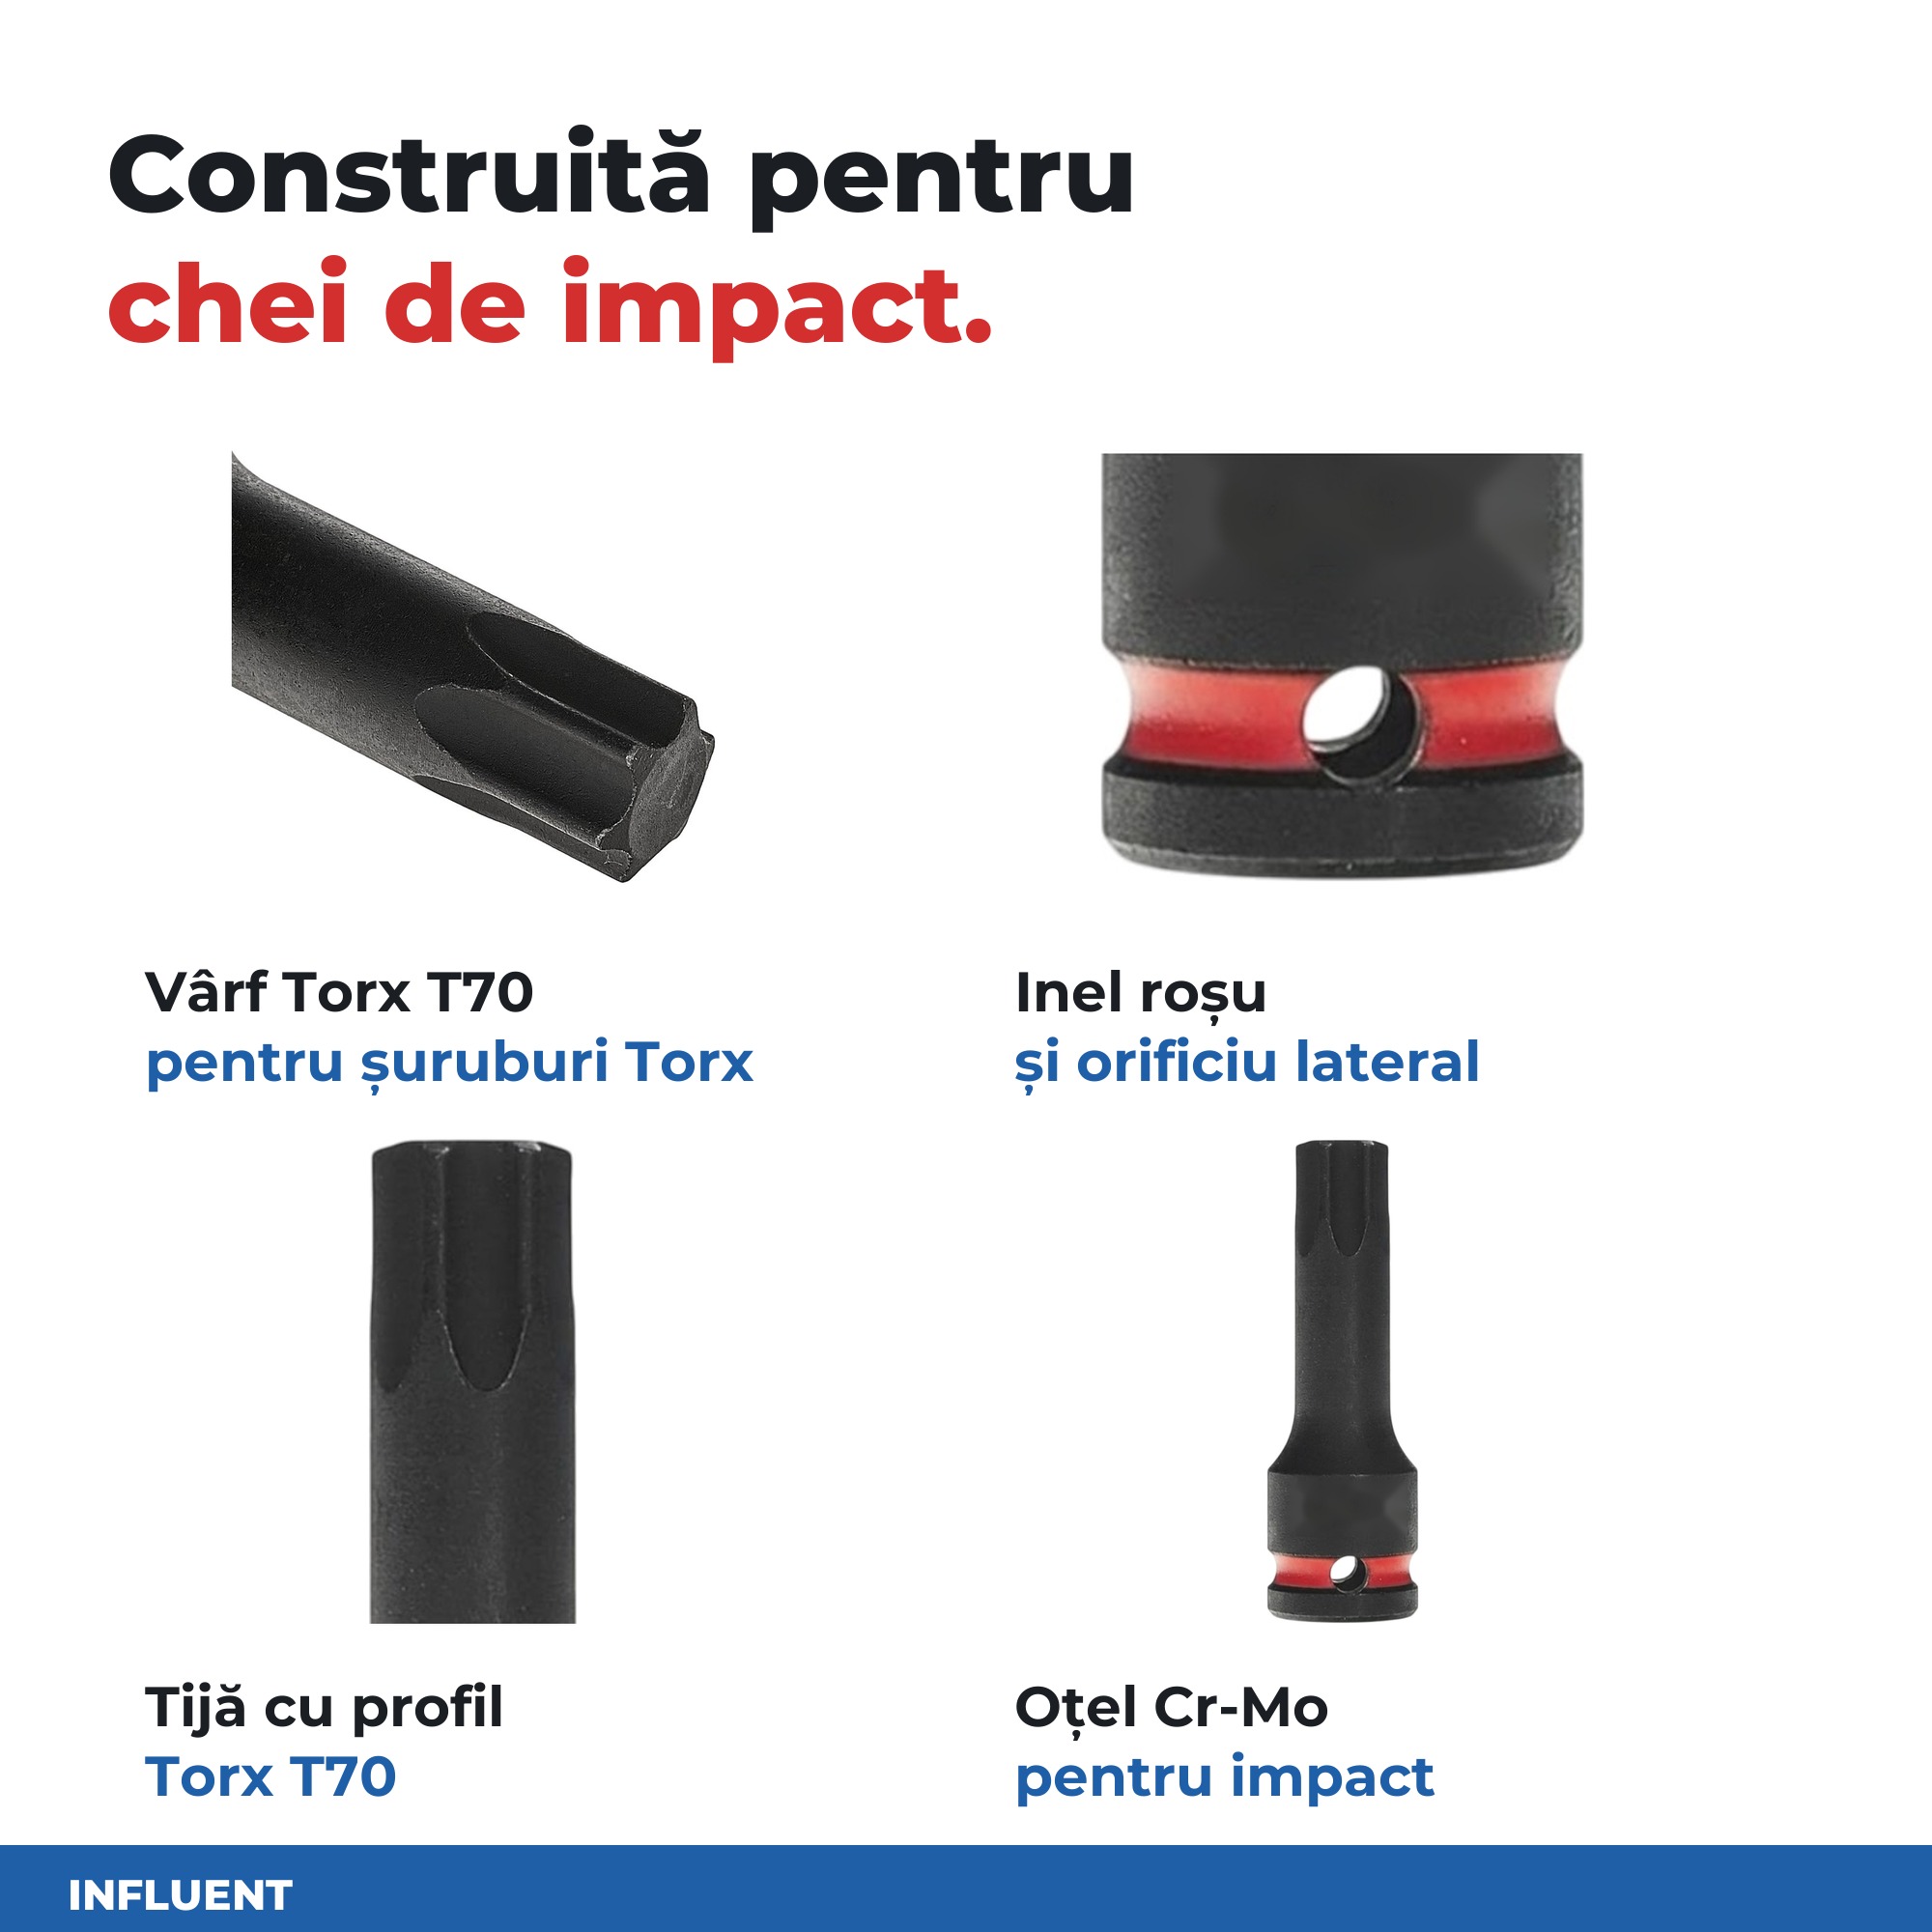 Construită pentru
chei de impact.
Vârf Torx T70
pentru șuruburi Torx
Inel roșu
și orificiu lateral
Tijă cu profil
Torx T70
Oțel Cr-Mo
pentru impact
INFLUENT